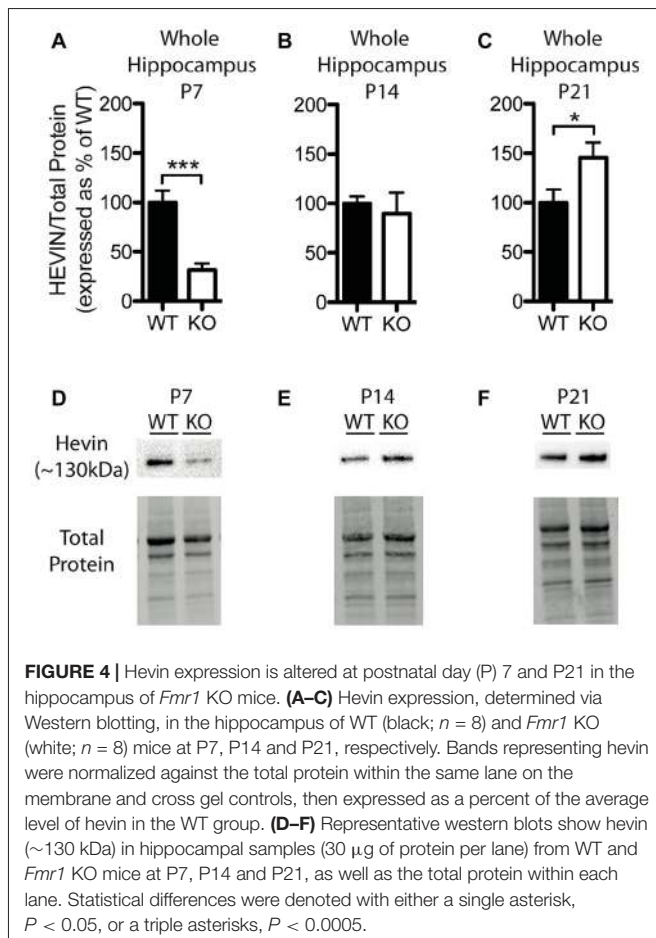 A Whole Hippocampus P7
B Whole Hippocampus P14
C Whole Hippocampus P21
HEVIN/Total Protein
(expressed as % of WT)
200
150
100
50
0
***
WT KO
200
150
100
50
0
WT KO
200
150
100
50
0
*
WT KO
D P7
WT KO
E P14
WT KO
F P21
WT KO
Hevin
(~130kDa)
Total
Protein
FIGURE 4 | Hevin expression is altered at postnatal day (P) 7 and P21 in the
hippocampus of Fmr1 KO mice. (A–C) Hevin expression, determined via
Western blotting, in the hippocampus of WT (black; n = 8) and Fmr1 KO
(white; n = 8) mice at P7, P14 and P21, respectively. Bands representing hevin
were normalized against the total protein within the same lane on the
membrane and cross gel controls, then expressed as a percent of the average
level of hevin in the WT group. (D–F) Representative western blots show hevin
(~130 kDa) in hippocampal samples (30 μg of protein per lane) from WT and
Fmr1 KO mice at P7, P14 and P21, as well as the total protein within each
lane. Statistical differences were denoted with either a single asterisk,
P < 0.05, or a triple asterisks, P < 0.0005.